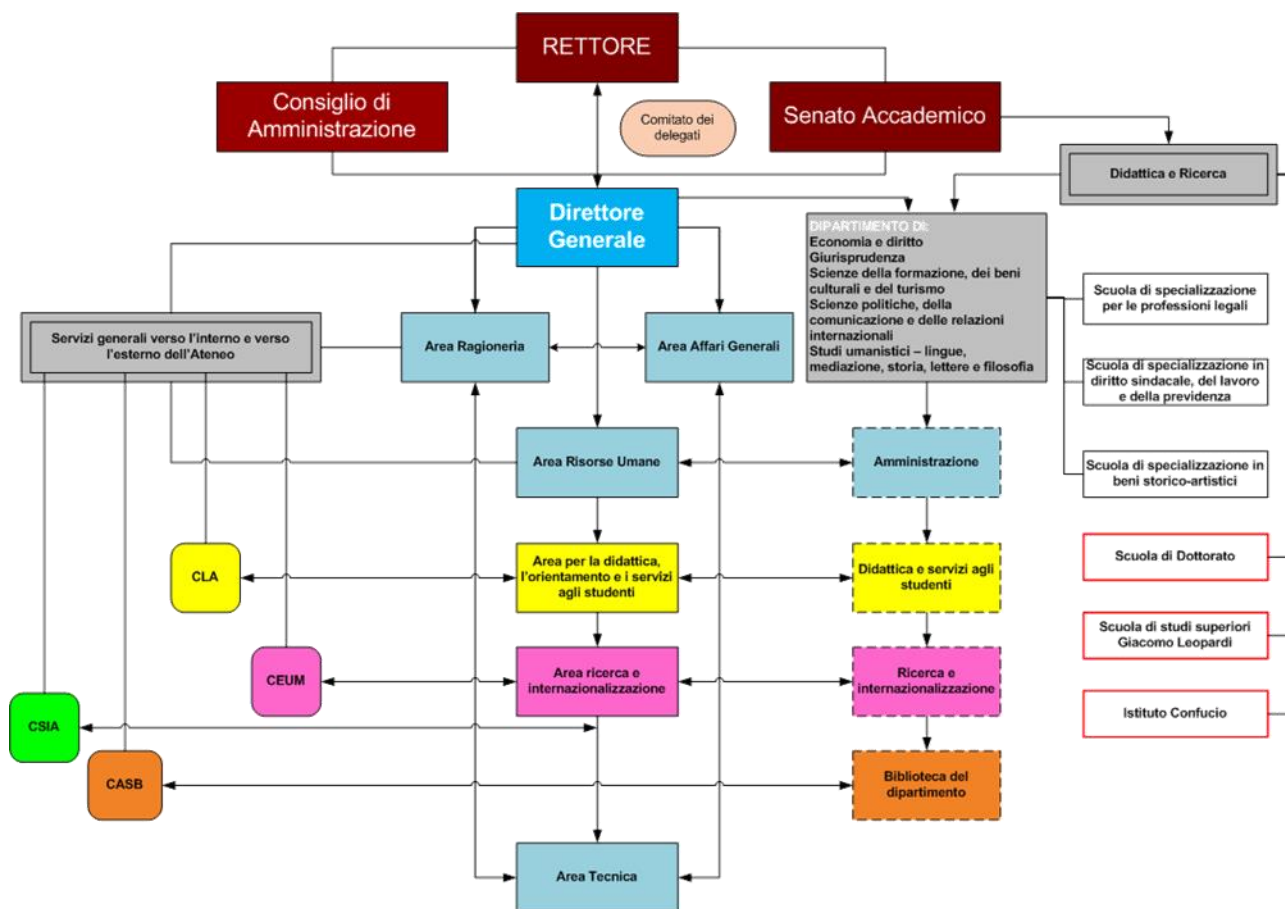 RETTORE
Consiglio di
Amministrazione
Comitato dei
delegati
Senato Accademico
Didattica e Ricerca
Direttore
Generale
DIPARTIMENTO DI:
Economia e diritto
Giurisprudenza
Scienze della formazione, dei beni
culturali e del turismo
Scienze politiche, della
comunicazione e delle relazioni
internazionali
Studi umanistici – lingue,
mediazione, storia, lettere e filosofia
Scuola di specializzazione
per le professioni legali
Servizi generali verso l'interno e verso
l'esterno dell'Ateneo
Area Ragioneria
Area Affari Generali
Scuola di specializzazione in
diritto sindacale, del lavoro
e della previdenza
Area Risorse Umane
Amministrazione
Scuola di specializzazione in
beni storico-artistici
CLA
Area per la didattica,
l'orientamento e i servizi
agli studenti
Didattica e servizi agli
studenti
Scuola di Dottorato
CEUM
Area ricerca e
internazionalizzazione
Ricerca e
internazionalizzazione
Scuola di studi superiori
Giacomo Leopardi
CSIA
Istituto Confucio
CASB
Biblioteca del
dipartimento
Area Tecnica